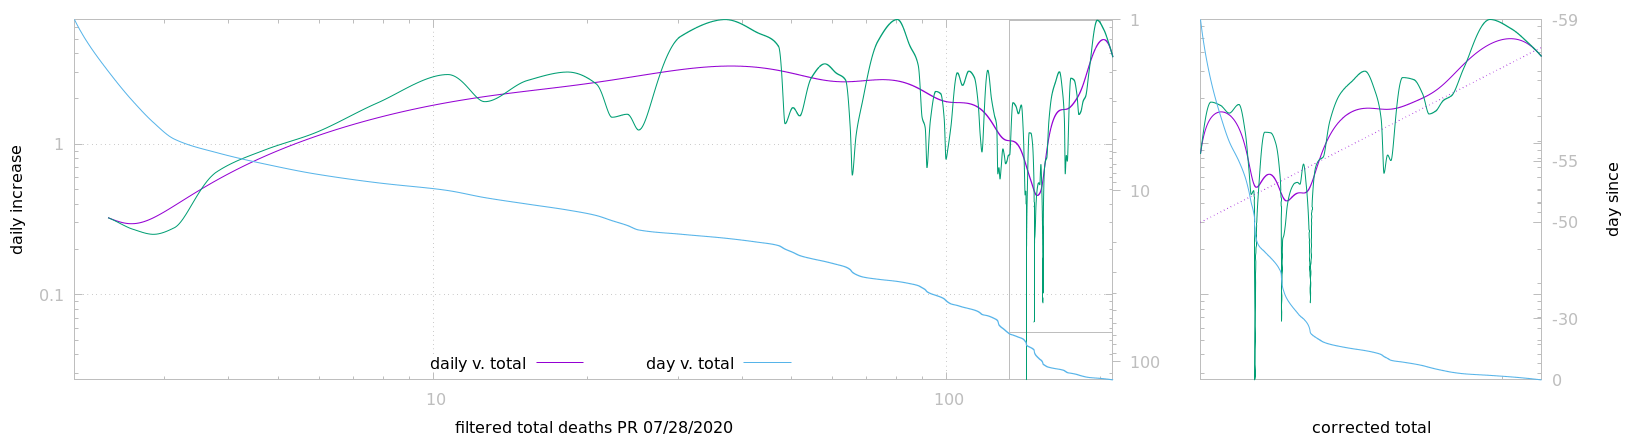 daily increase
1
0.1
10
100
1
10
100
daily v. total
day v. total
filtered total deaths PR 07/28/2020
-59
-55
-50
-30
0
day since
corrected total